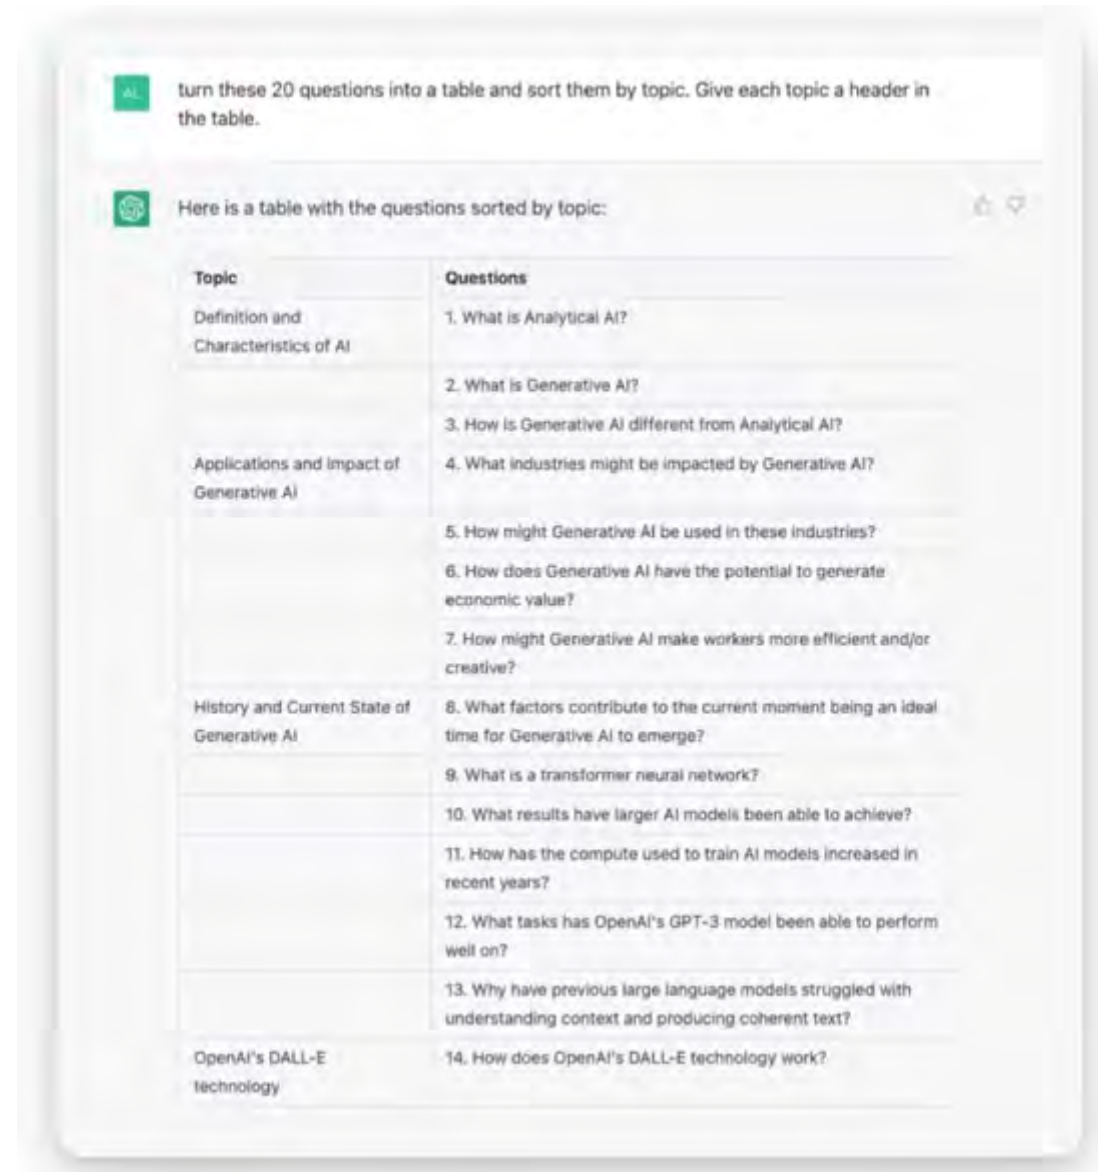 AL
turn these 20 questions into a table and sort them by topic. Give each topic a header in
the table.
Here is a table with the questions sorted by topic:
Topic
Questions
Definition and
Characteristics of AI
1. What is Analytical AI?
2. What is Generative AI?
3. How is Generative AI different from Analytical AI?
Applications and Impact of
Generative AI
4. What industries might be impacted by Generative AI?
5. How might Generative AI be used in these industries?
6. How does Generative AI have the potential to generate
economic value?
7. How might Generative AI make workers more efficient and/or
creative?
History and Current State of
Generative AI
8. What factors contribute to the current moment being an ideal
time for Generative AI to emerge?
9. What is a transformer neural network?
10. What results have larger AI models been able to achieve?
11. How has the compute used to train AI models increased in
recent years?
12. What tasks has OpenAI's GPT-3 model been able to perform
well on?
13. Why have previous large language models struggled with
understanding context and producing coherent text?
OpenAI's DALL-E
technology
14. How does OpenAI's DALL-E technology work?